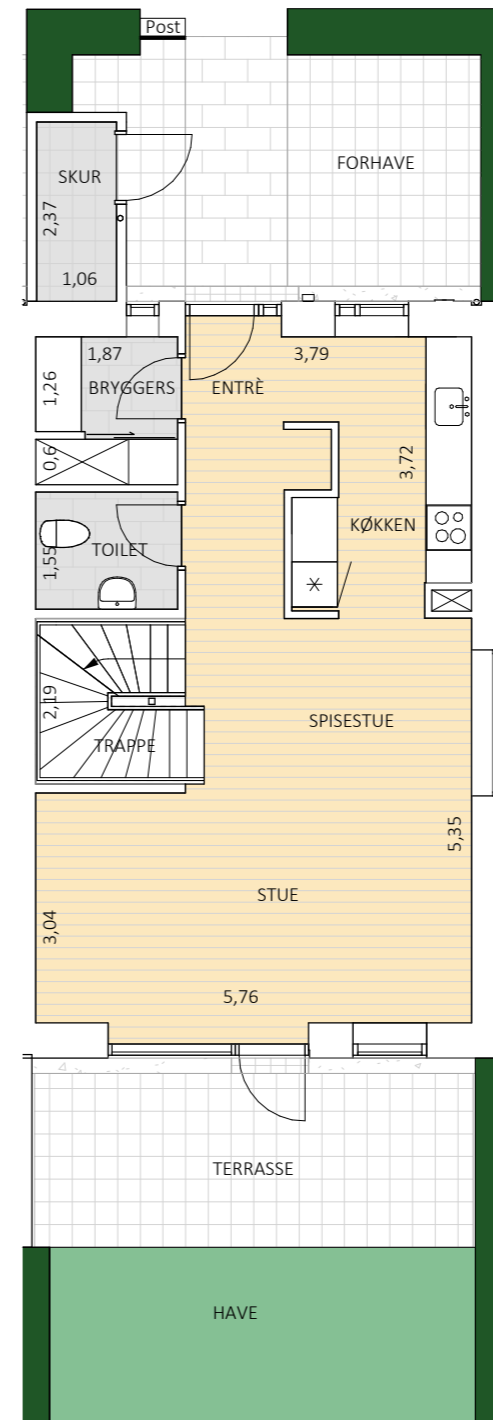 Post
SKUR
FORHAVE
2,37
1,06
1,87
3,79
1,26
BRYGGERS
ENTRÈ
0,6
3,72
KØKKEN
1,55
TOILET
2,19
SPISESTUE
TRAPPE
5,35
STUE
3,04
5,76
TERRASSE
HAVE